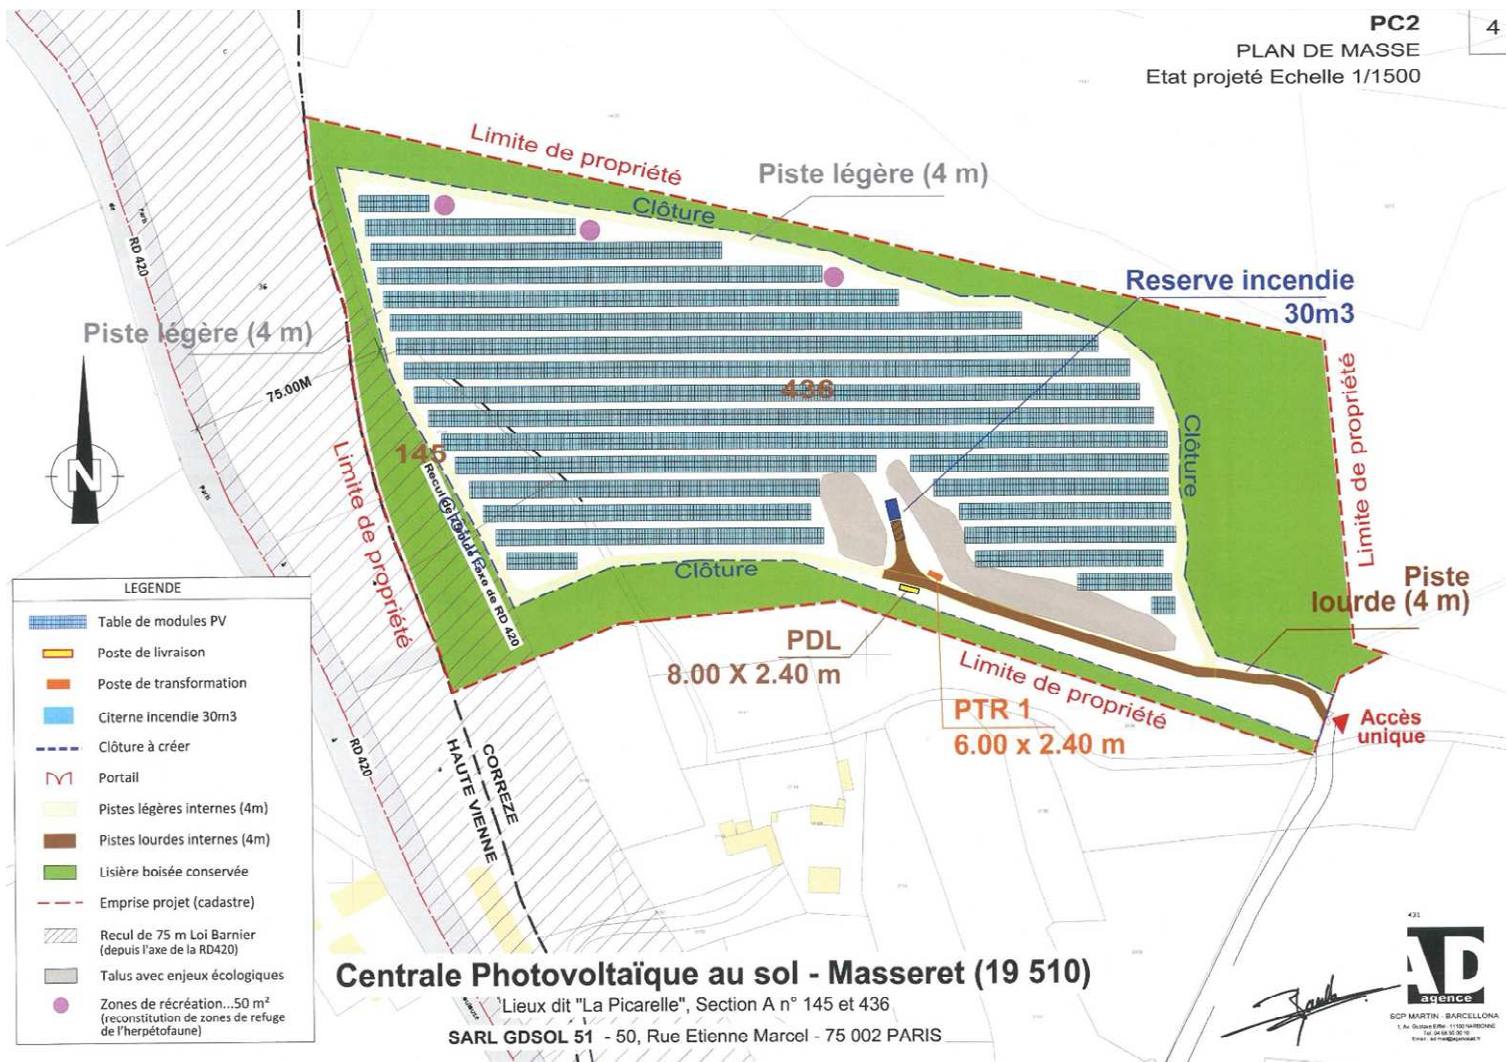 PC2
4
PLAN DE MASSE
Etat projeté Echelle 1/1500
Limite de propriété
Piste légère (4 m)
Clôture
RD 420
36
Reserve incendie
30m3
Piste légère (4 m)
75.00M
436
145
Limite de propriété
Clôture
Limite de propriété
N
Clôture
Piste
lourde (4 m)
PDL
8.00 X 2.40 m
Limite de propriété
PTR 1
6.00 x 2.40 m
Accès
unique
RD420
CORREZE
HAUTE VIENNE
LEGENDE
Table de modules PV
Poste de livraison
Poste de transformation
Citerne incendie 30m3
Clôture à créer
Portail
Pistes légères internes (4m)
Pistes lourdes internes (4m)
Lisière boisée conservée
Emprise projet (cadastre)
Recul de 75 m Loi Barnier
(depuis l'axe de la RD420)
Talus avec enjeux écologiques
Zones de récréation...50 m²
(reconstitution de zones de refuge
de l'herpétofaune)
Centrale Photovoltaïque au sol - Masseret (19 510)
Lieux dit "La Picarelle", Section A n° 145 et 436
SARL GDSOL 51 - 50, Rue Etienne Marcel - 75 002 PARIS
431
AD
agence
SCP MARTIN - BARCELLONA